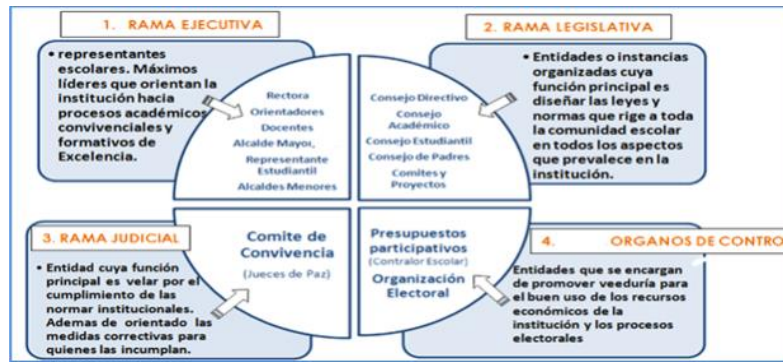 1. RAMA EJECUTIVA
• representantes
escolares. Máximos
líderes que orientan la
institución hacia
procesos académicos
convivenciales y
formativos de
Excelencia.
Rectora
Orientadores
Docentes
Alcalde Mayor,
Representante
Estudiantil
Alcaldes Menores
2. RAMA LEGISLATIVA
• Entidades o instancias
organizadas cuya
función principal es
diseñar las leyes y
normas que rige a toda
la comunidad escolar
en todos los aspectos
que prevalece en la
institución.
Consejo Directivo
Consejo
Académico
Consejo Estudiantil
Consejo de Padres
Comites y
Proyectos
3. RAMA JUDICIAL
• Entidad cuya función
principal es velar por el
cumplimiento de las
normar institucionales.
Ademas de orientado las
medidas correctivas para
quienes las incumplan.
Comite de
Convivencia
(Jueces de Paz)
4. ORGANOS DE CONTRO
Entidades que se encargan
de promover veeduría para
el buen uso de los recursos
económicos de la
institución y los procesos
electorales
Presupuestos
participativos
(Contralor Escolar)
Organización
Electoral